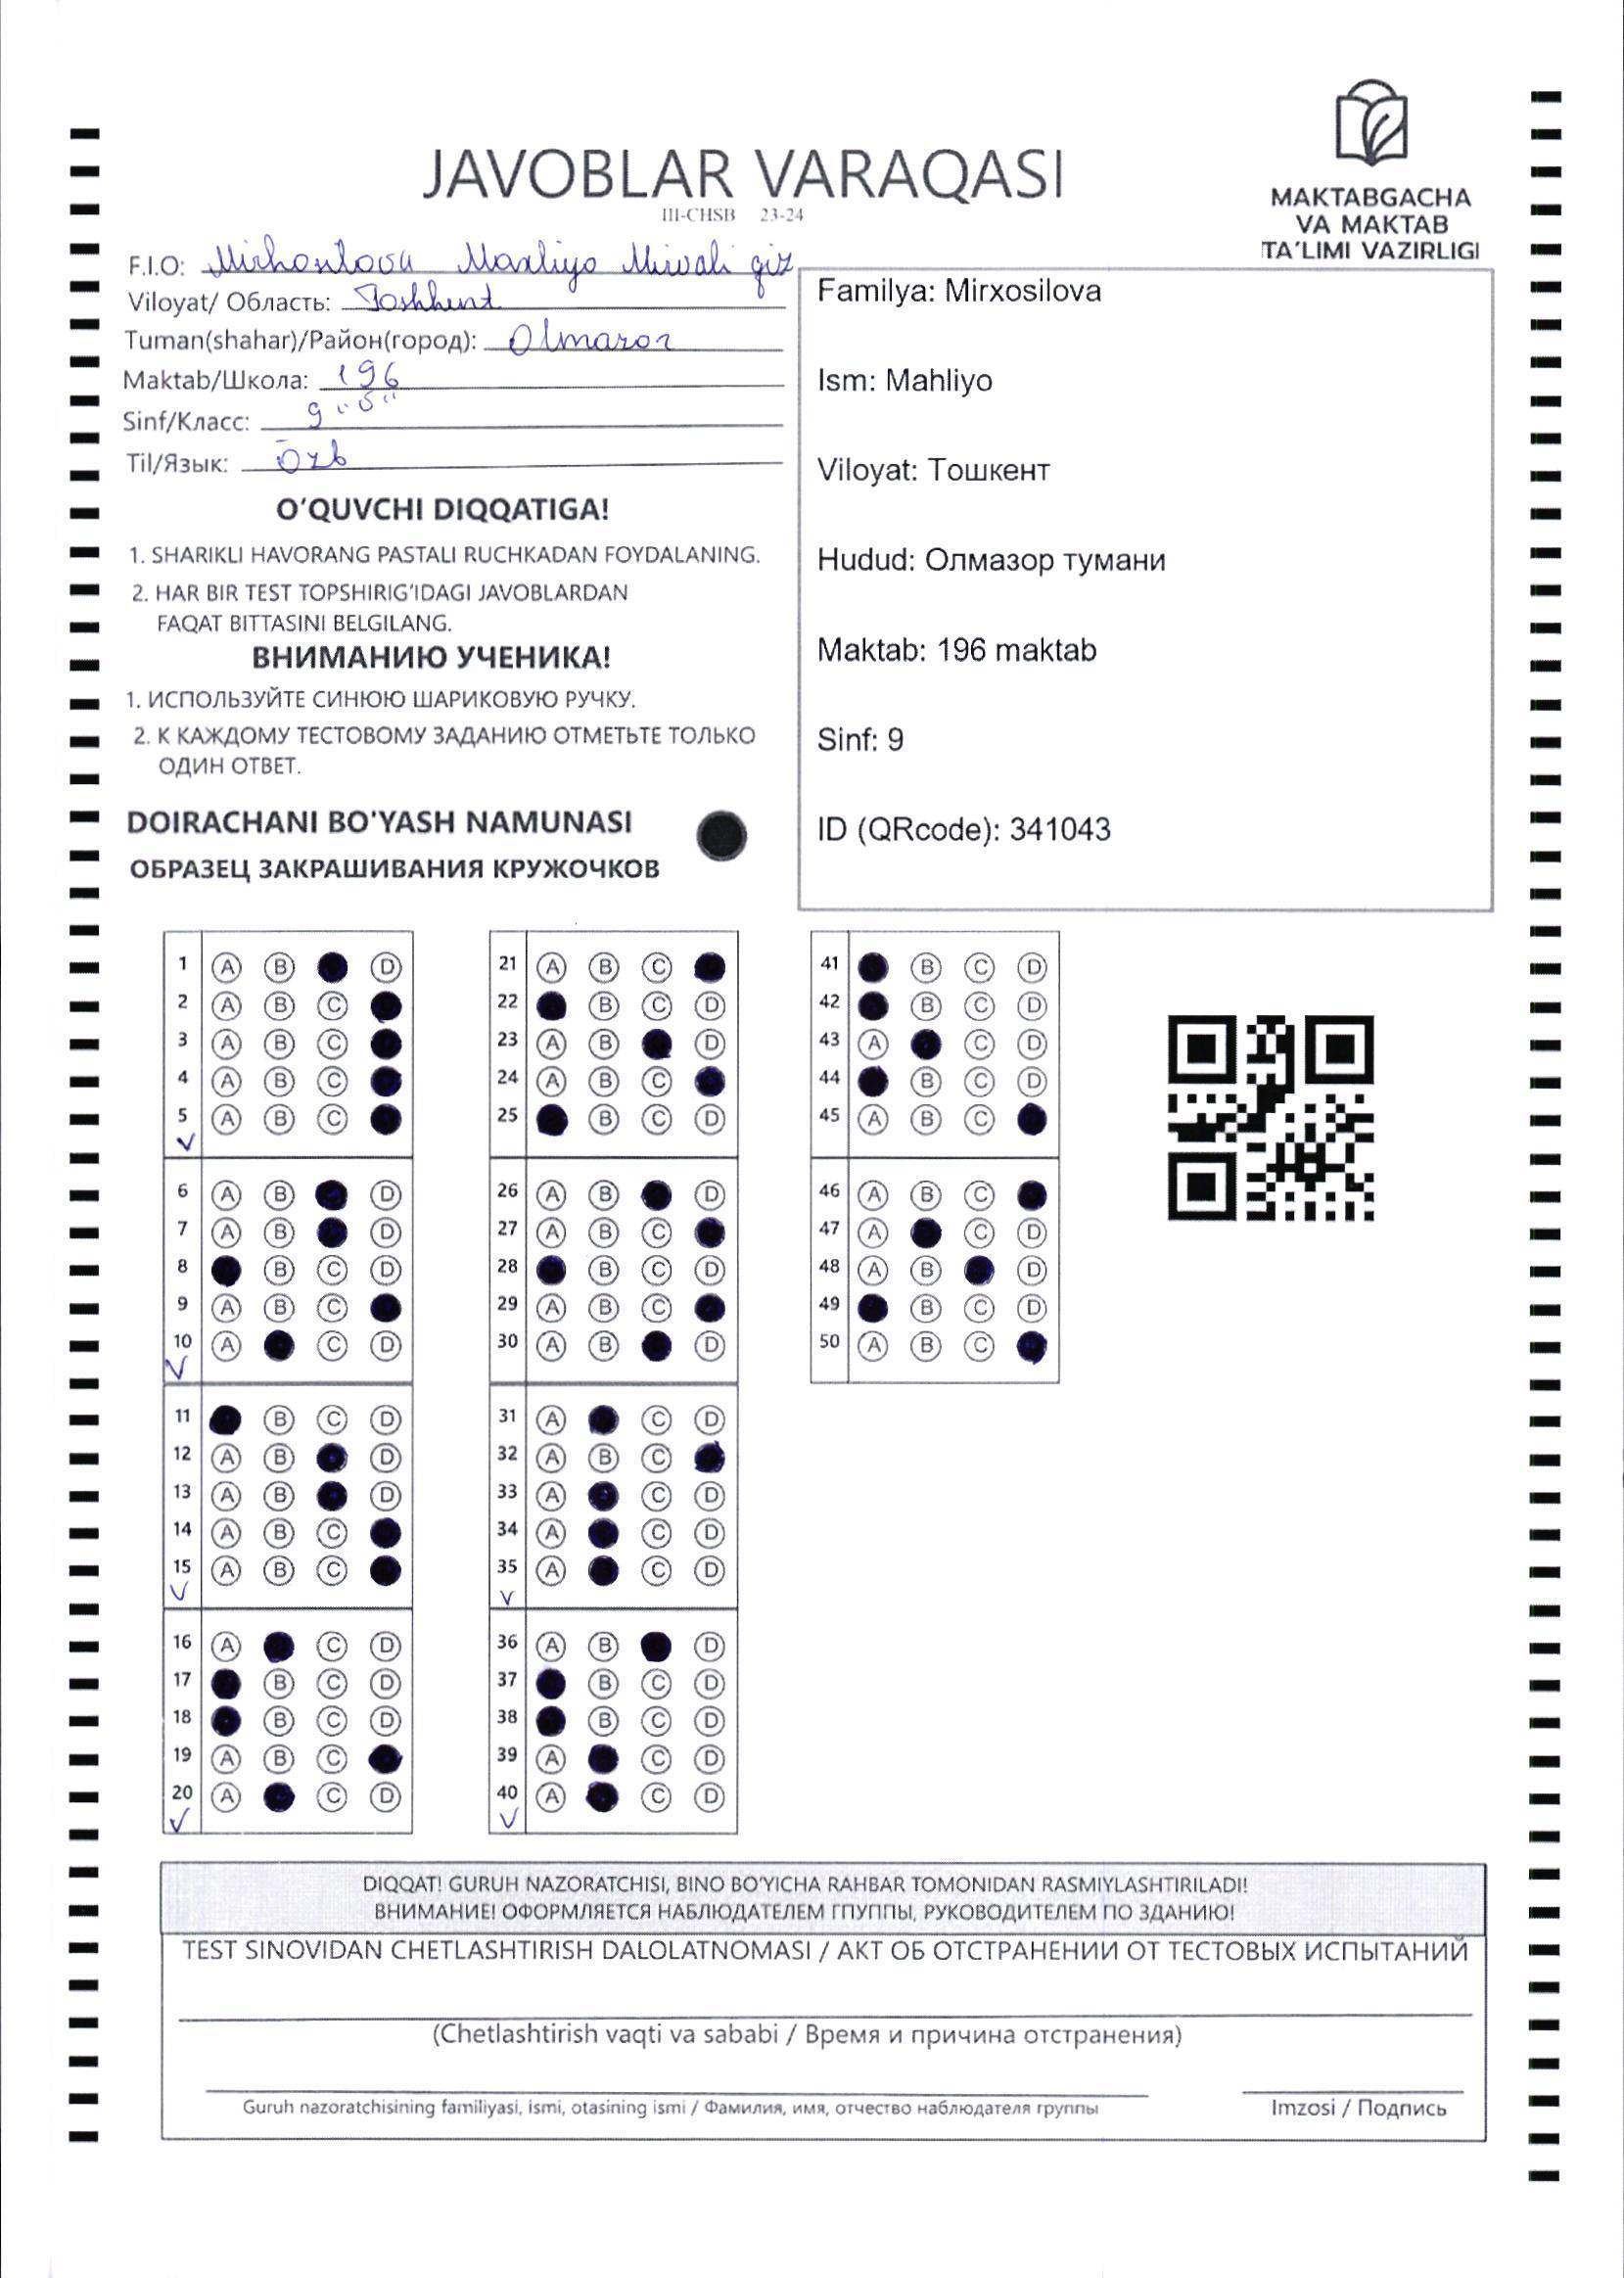 JAVOBLAR VARAQASI
III-CHSB 23-24
MAKTABGACHA
VA MAKTAB
TA'LIMI VAZIRLIGI
F.I.O: Maxliyo Mirvali qiz
Viloyat/ Область: Toshkent
Tuman(shahar)/Район(город): Olmazor
Maktab/Школа: 196
Sinf/Класс: 9 "
Til/Язык: Ozb
O'QUVCHI DIQQATIGA!
1. SHARIKLI HAVORANG PASTALI RUCHKADAN FOYDALANING.
2. HAR BIR TEST TOPSHIRIG'IDAGI JAVOBLARDAN
FAQAT BITTASINI BELGILANG.
ВНИМАНИЮ УЧЕНИКА!
1. ИСПОЛЬЗУЙТЕ СИНЮЮ ШАРИКОВУЮ РУЧКУ.
2. К КАЖДОМУ ТЕСТОВОМУ ЗАДАНИЮ ОТМЕТЬТЕ ТОЛЬКО
ОДИН ОТВЕТ.
DOIRACHANI BO'YASH NAMUNASI
ОБРАЗЕЦ ЗАКРАШИВАНИЯ КРУЖОЧКОВ
Familya: Mirxosilova
Ism: Mahliyo
Viloyat: Тошкент
Hudud: Олмазор тумани
Maktab: 196 maktab
Sinf: 9
ID (QRcode): 341043
1 A B D
2 A B C
3 A B C
4 A B C
5 A B C
6 A B D
7 A B D
8 B C D
9 A B C
10 A C D
11 B C D
12 A B D
13 A B D
14 A B C
15 A B C
16 A C D
17 B C D
18 B C D
19 A B C
20 A C D
21 A B C
22 B C D
23 A B D
24 A B C
25 B C D
26 A B D
27 A B C
28 B C D
29 A B C
30 A B D
31 A C D
32 A B C
33 A C D
34 A C D
35 A C D
36 A B D
37 B C D
38 B C D
39 A C D
40 A C D
41 B C D
42 B C D
43 A C D
44 B C D
45 A B C
46 A B C
47 A C D
48 A B D
49 B C D
50 A B C
DIQQAT! GURUH NAZORATCHISI, BINO BO'YICHA RAHBAR TOMONIDAN RASMIYLASHTIRILADI!
ВНИМАНИЕ! ОФОРМЛЯЕТСЯ НАБЛЮДАТЕЛЕМ ГПУППЫ, РУКОВОДИТЕЛЕМ ПО ЗДАНИЮ!
TEST SINOVIDAN CHETLASHTIRISH DALOLATNOMASI / АКТ ОБ ОТСТРАНЕНИИ ОТ ТЕСТОВЫХ ИСПЫТАНИЙ
(Chetlashtirish vaqti va sababi / Время и причина отстранения)
Guruh nazoratchisining familiyasi, ismi, otasining ismi / Фамилия, имя, отчество наблюдателя группы
Imzosi / Подпись